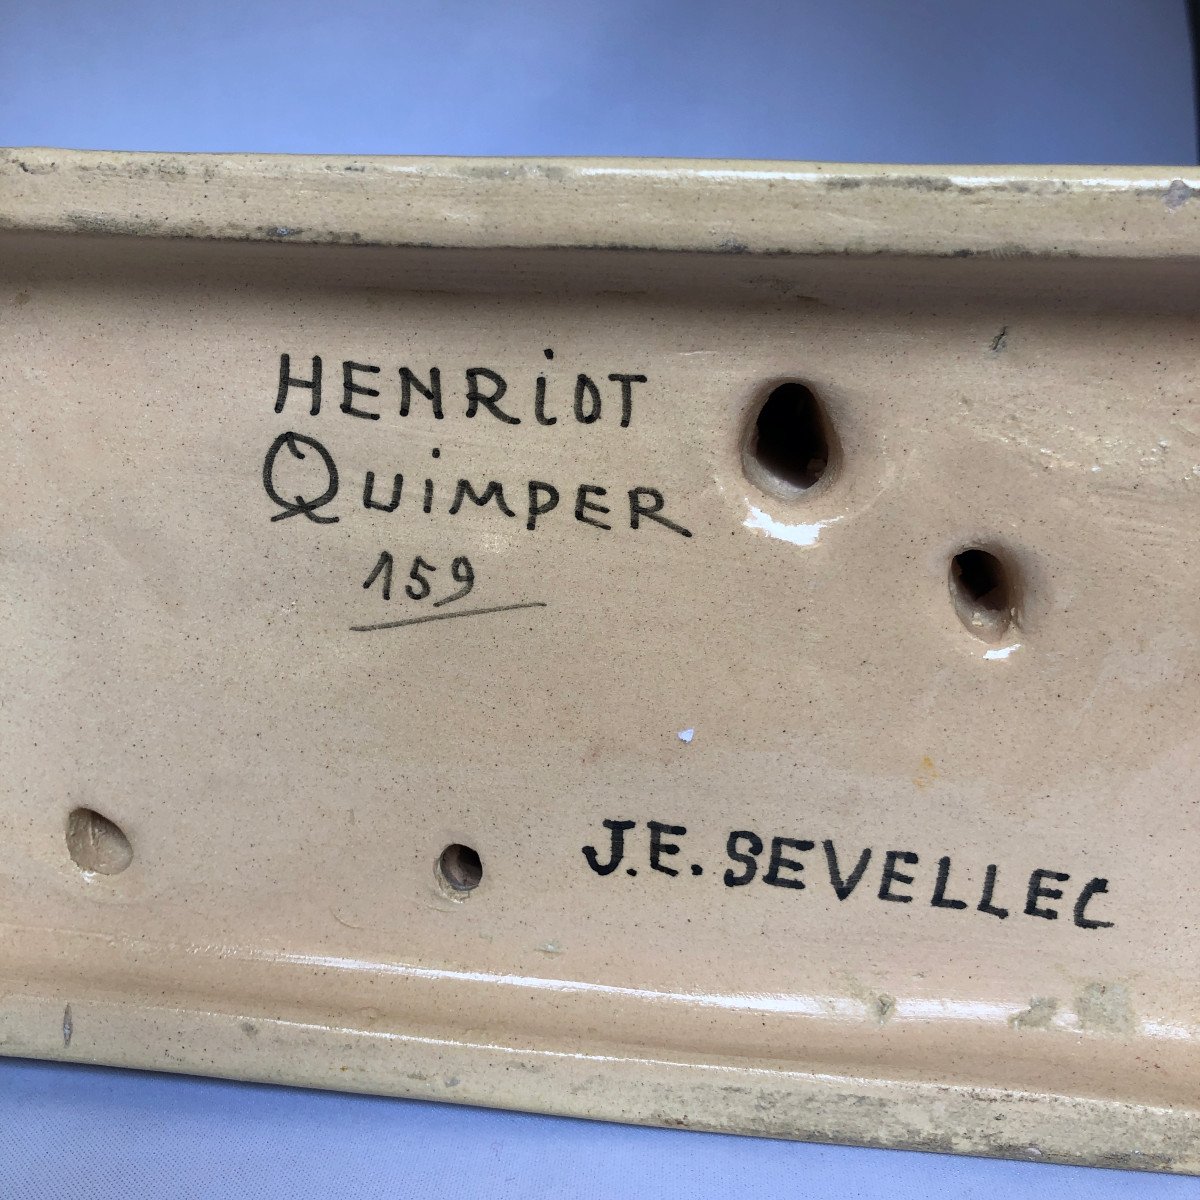 HENRiOT
QUiMPER
159
J.E. SEVELLEC